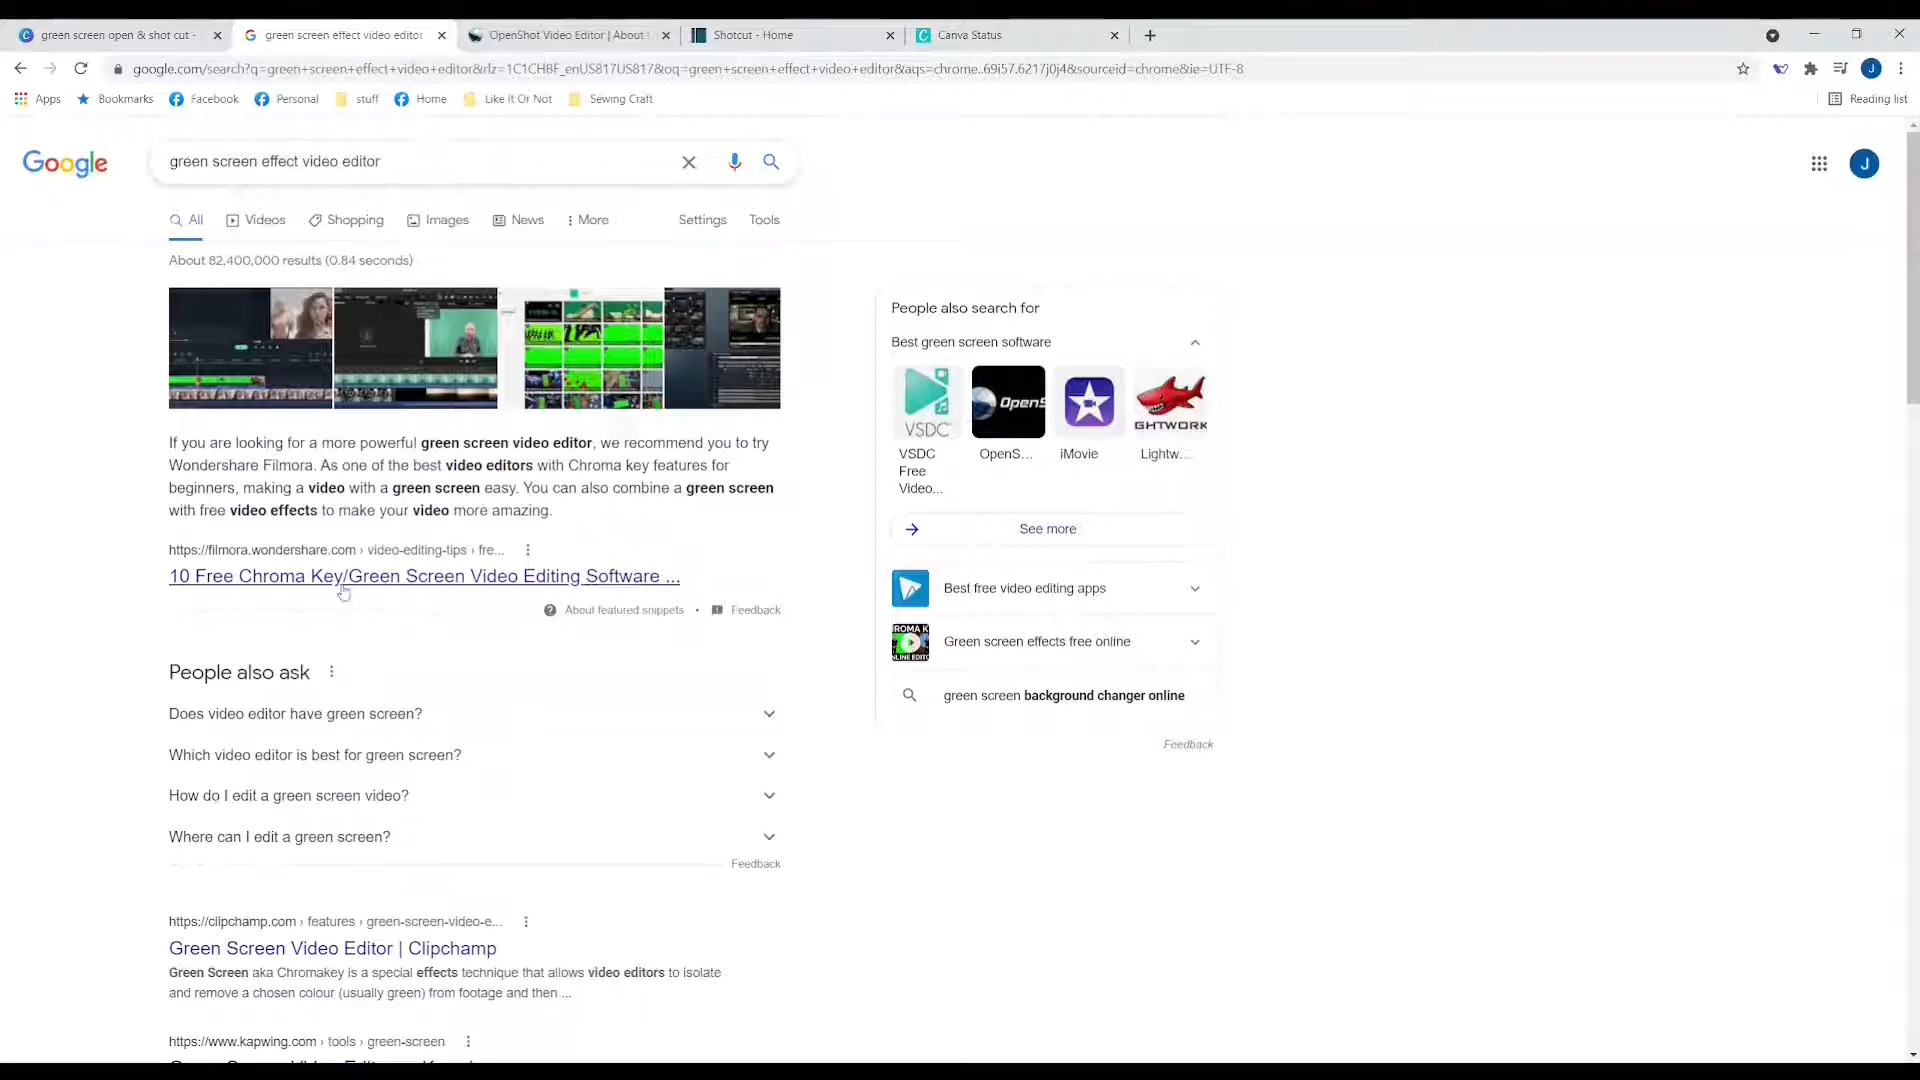 green screen open & shot cut -
green screen effect video editor
OpenShot Video Editor | About
Shotcut - Home
Canva Status
google.com/search?q=green+screen+effect+video+editor&rlz=1C1CHBF_enUS817US817&oq=green+screen+effect+video+editor&aqs=chrome..69i57.6217j0j4&sourceid=chrome&ie=UTF-8
J
Apps
Bookmarks
Facebook
Personal
stuff
Home
Like It Or Not
Sewing Craft
Reading list
Google
green screen effect video editor
J
All
Videos
Shopping
Images
News
More
Settings
Tools
About 82,400,000 results (0.84 seconds)
If you are looking for a more powerful green screen video editor, we recommend you to try
Wondershare Filmora. As one of the best video editors with Chroma key features for
beginners, making a video with a green screen easy. You can also combine a green screen
with free video effects to make your video more amazing.
https://filmora.wondershare.com › video-editing-tips › fre...
10 Free Chroma Key/Green Screen Video Editing Software ...
About featured snippets • Feedback
People also ask
Does video editor have green screen?
Which video editor is best for green screen?
How do I edit a green screen video?
Where can I edit a green screen?
Feedback
https://clipchamp.com › features › green-screen-video-e...
Green Screen Video Editor | Clipchamp
Green Screen aka Chromakey is a special effects technique that allows video editors to isolate
and remove a chosen colour (usually green) from footage and then ...
https://www.kapwing.com › tools › green-screen
People also search for
Best green screen software
VSDC
OpenS
GHTWORK
VSDC
Free
Video...
OpenS...
iMovie
Lightw...
See more
Best free video editing apps
ROMA K
LINE EDIT
Green screen effects free online
green screen background changer online
Feedback